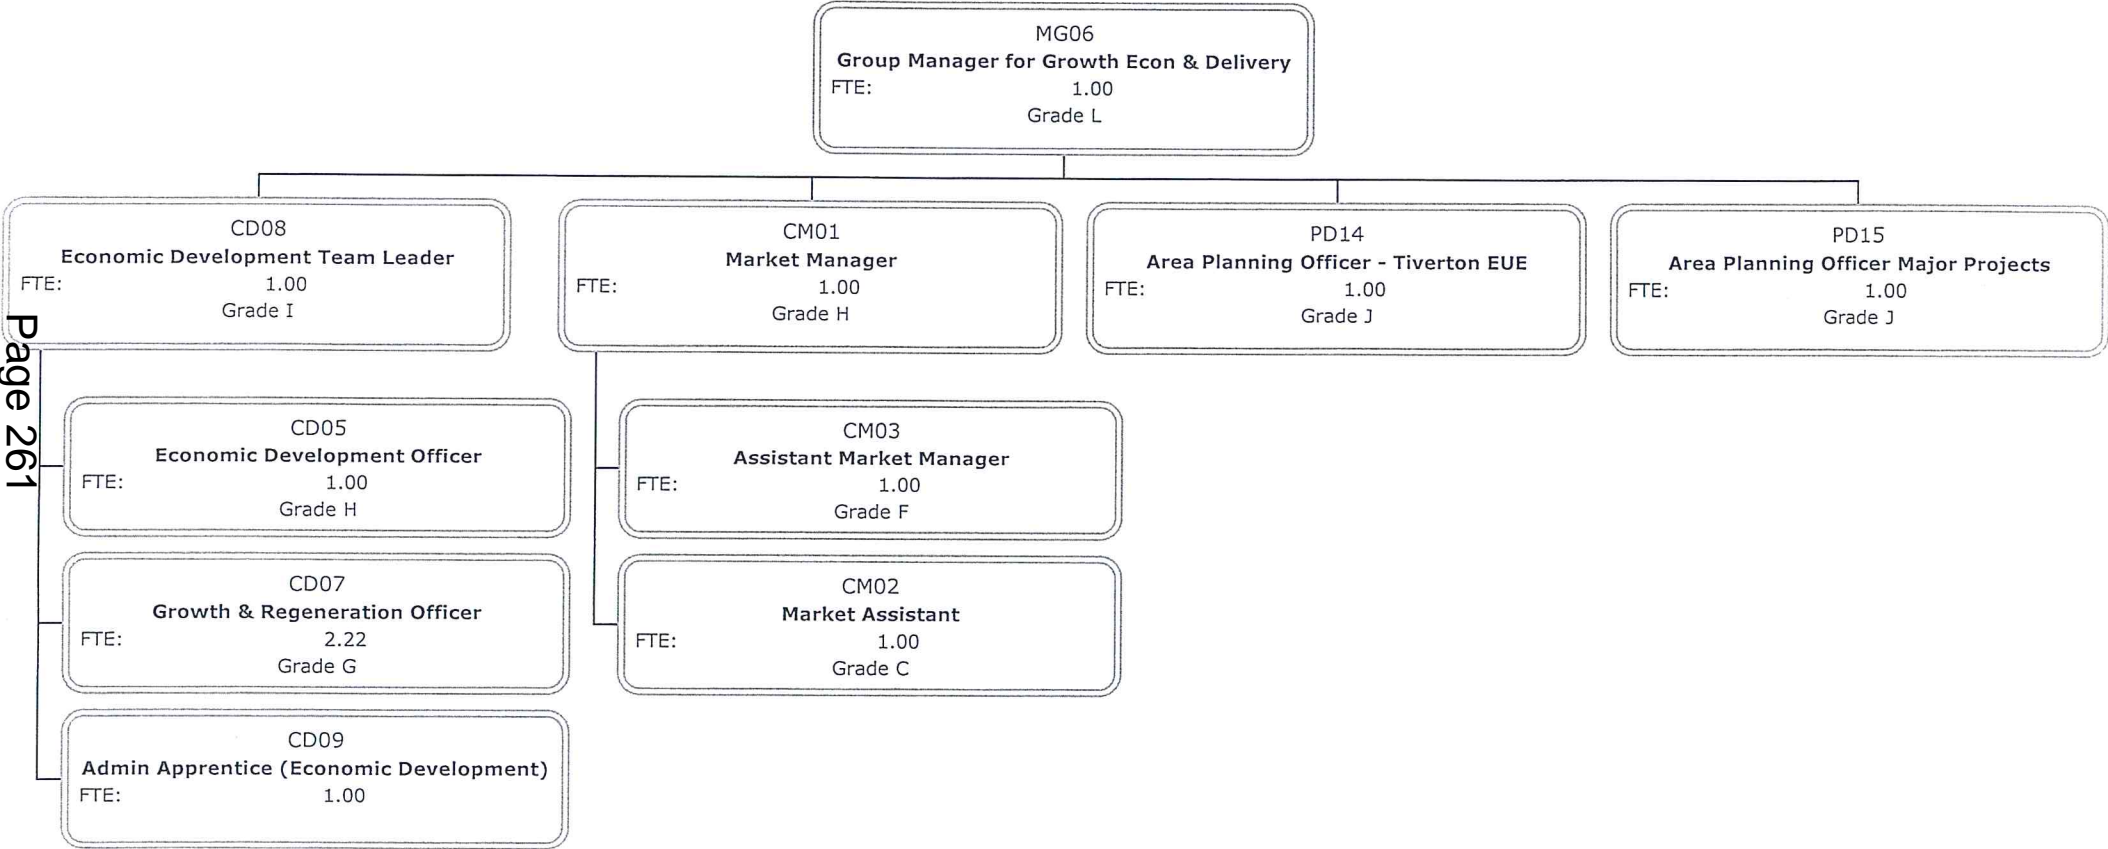 MG06
Group Manager for Growth Econ & Delivery
FTE: 1.00
Grade L
CD08
Economic Development Team Leader
FTE: 1.00
Grade I
CM01
Market Manager
FTE: 1.00
Grade H
PD14
Area Planning Officer - Tiverton EUE
FTE: 1.00
Grade J
PD15
Area Planning Officer Major Projects
FTE: 1.00
Grade J
CD05
Economic Development Officer
FTE: 1.00
Grade H
CD07
Growth & Regeneration Officer
FTE: 2.22
Grade G
CD09
Admin Apprentice (Economic Development)
FTE: 1.00
CM03
Assistant Market Manager
FTE: 1.00
Grade F
CM02
Market Assistant
FTE: 1.00
Grade C
Page 261